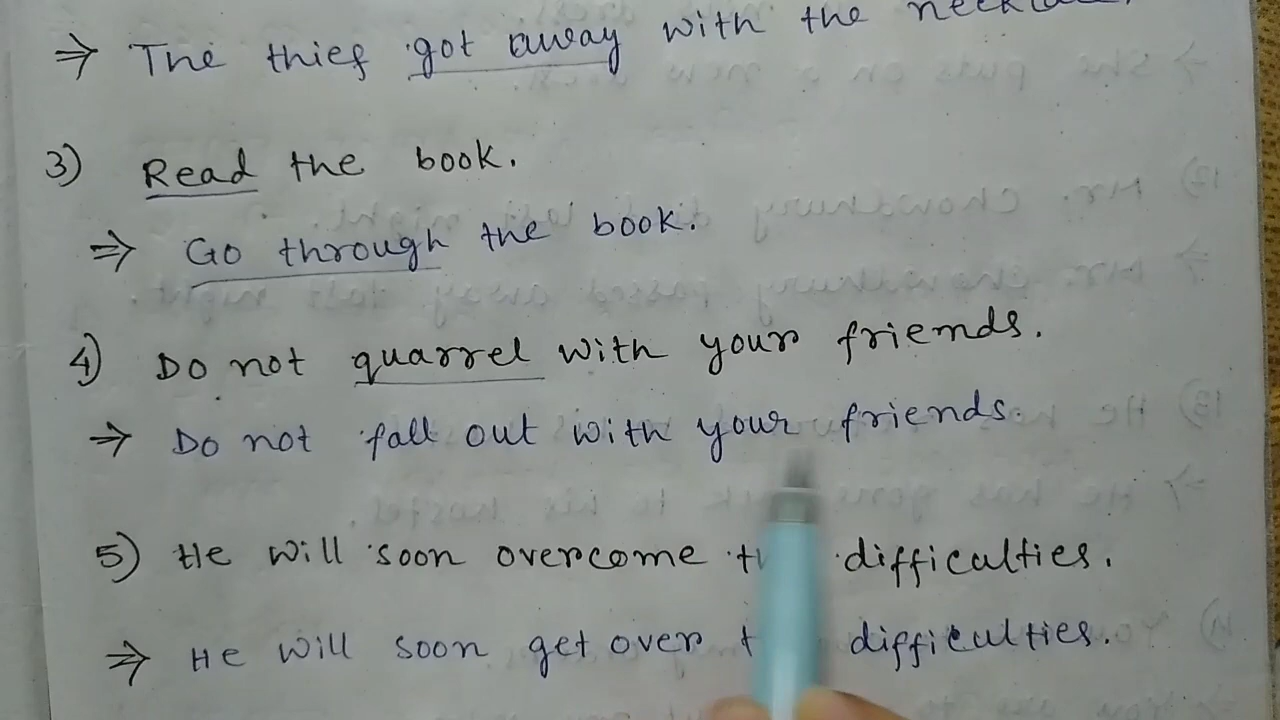 ⇒ The thief got away with the
3) Read the book.
⇒ Go through the book.
4) Do not quarrel with your friends.
⇒ Do not fall out with your friends.
5) He will soon overcome difficulties.
⇒ He will soon get over difficulties.